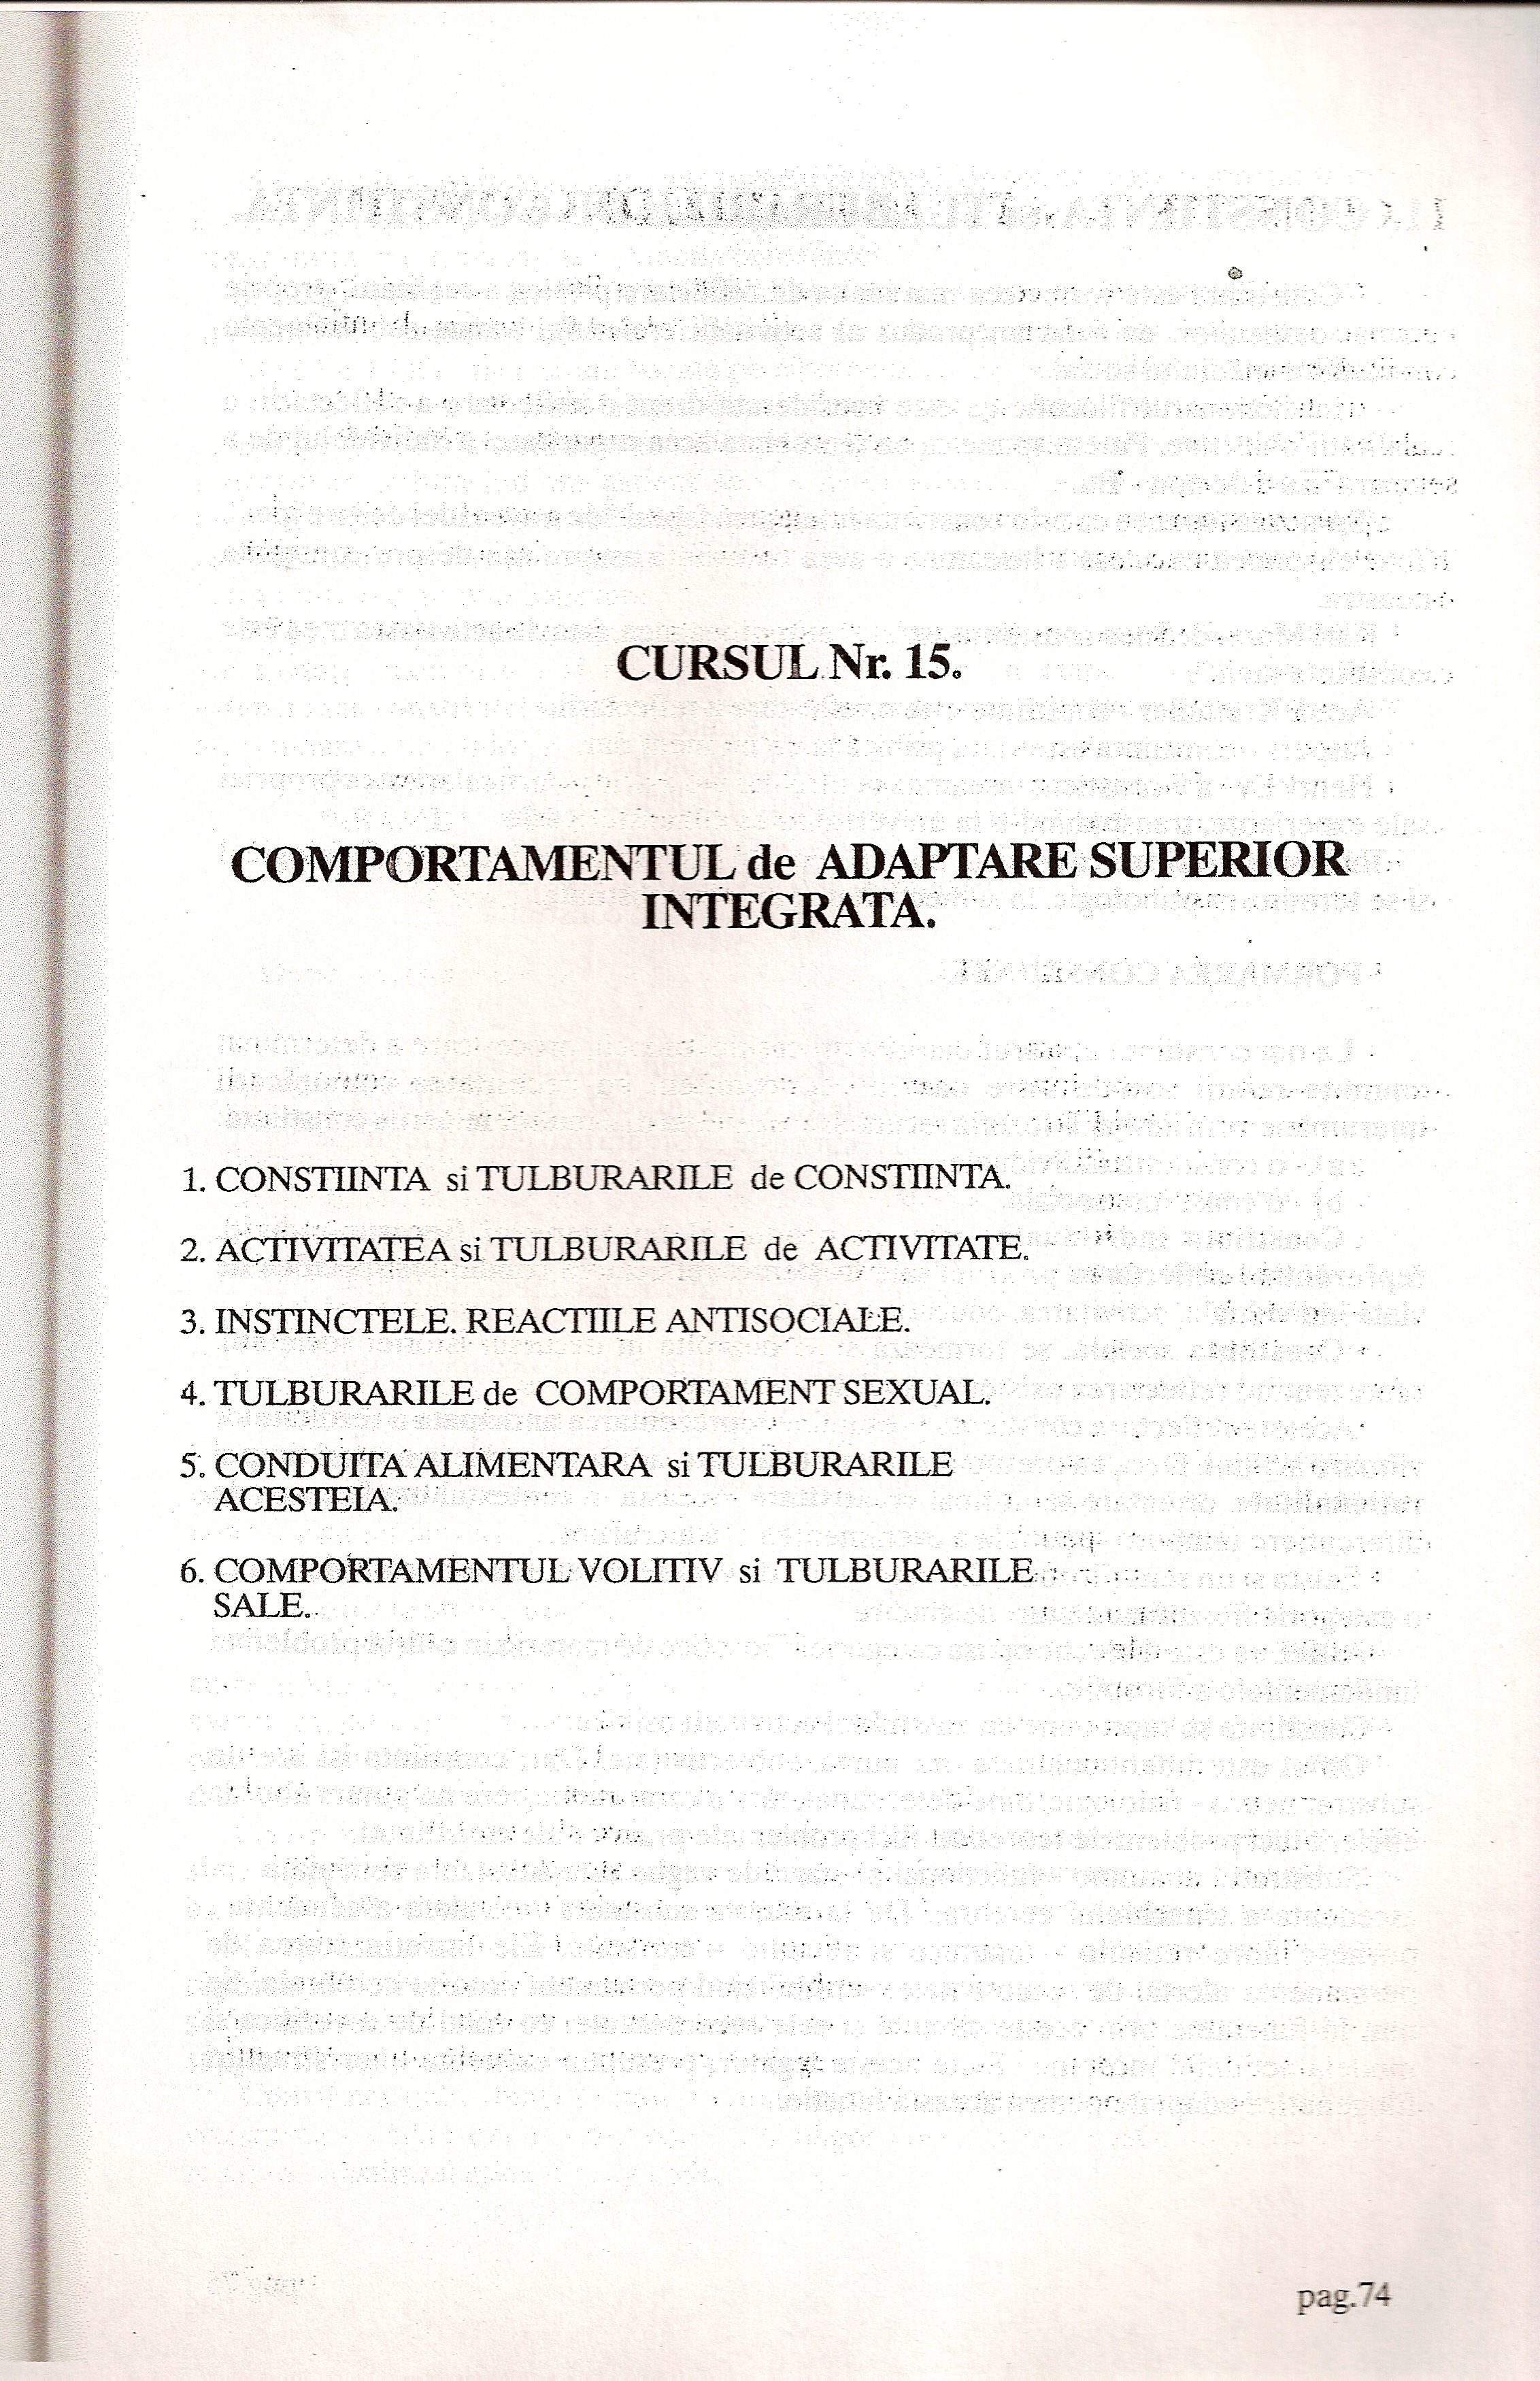 CURSUL Nr. 15.
COMPORTAMENTUL de ADAPTARE SUPERIOR
INTEGRATA.
1. CONSTIINTA si TULBURARILE de CONSTIINTA.
2. ACTIVITATEA si TULBURARILE de ACTIVITATE.
3. INSTINCTELE. REACTIILE ANTISOCIALE.
4. TULBURARILE de COMPORTAMENT SEXUAL.
5. CONDUITA ALIMENTARA si TULBURARILE
ACESTEIA.
6. COMPORTAMENTUL VOLITIV si TULBURARILE
SALE.
pag.74